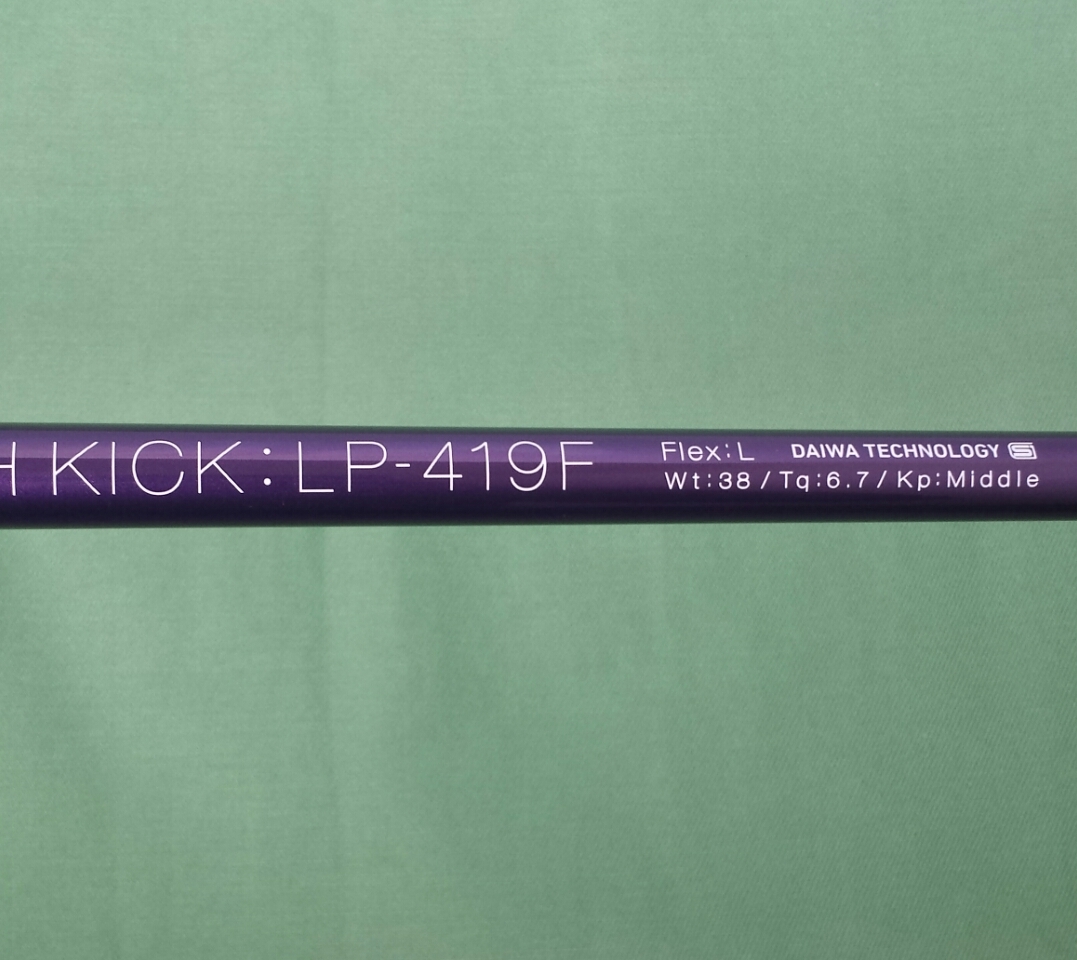 KICK:LP-419F
Flex:L DAIWA TECHNOLOGY
Wt:38/Tq:6.7/Kp:Middle